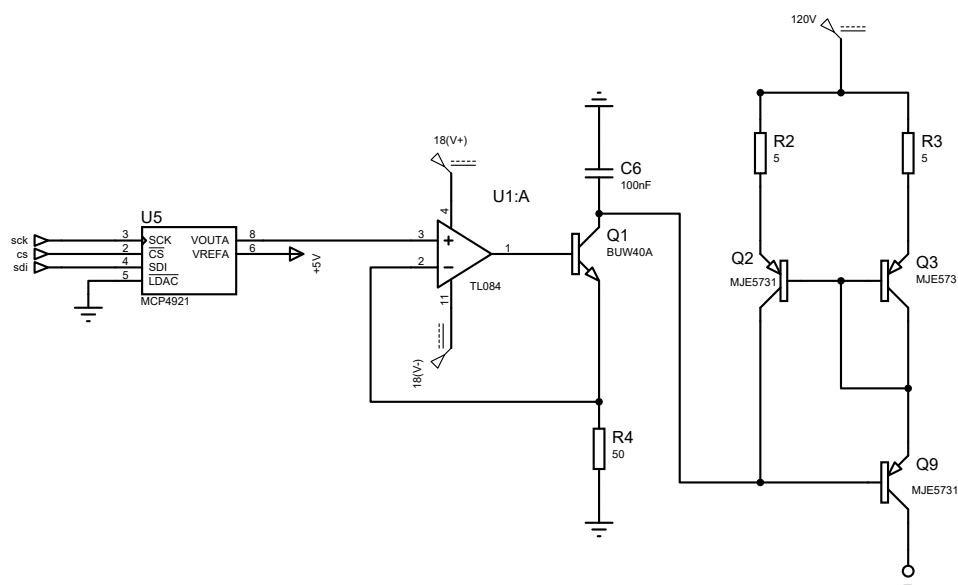 120V
R2
5
R3
5
18(V+)
C6
100nF
U1:A
U5
sck
cs
sdi
3
2
4
5
SCK
CS
SDI
LDAC
VOUTA
VREFA
8
6
MCP4921
+5V
3
2
4
11
1
TL084
18(V-)
Q1
BUW40A
Q2
MJE5731
Q3
MJE573
R4
50
Q9
MJE5731